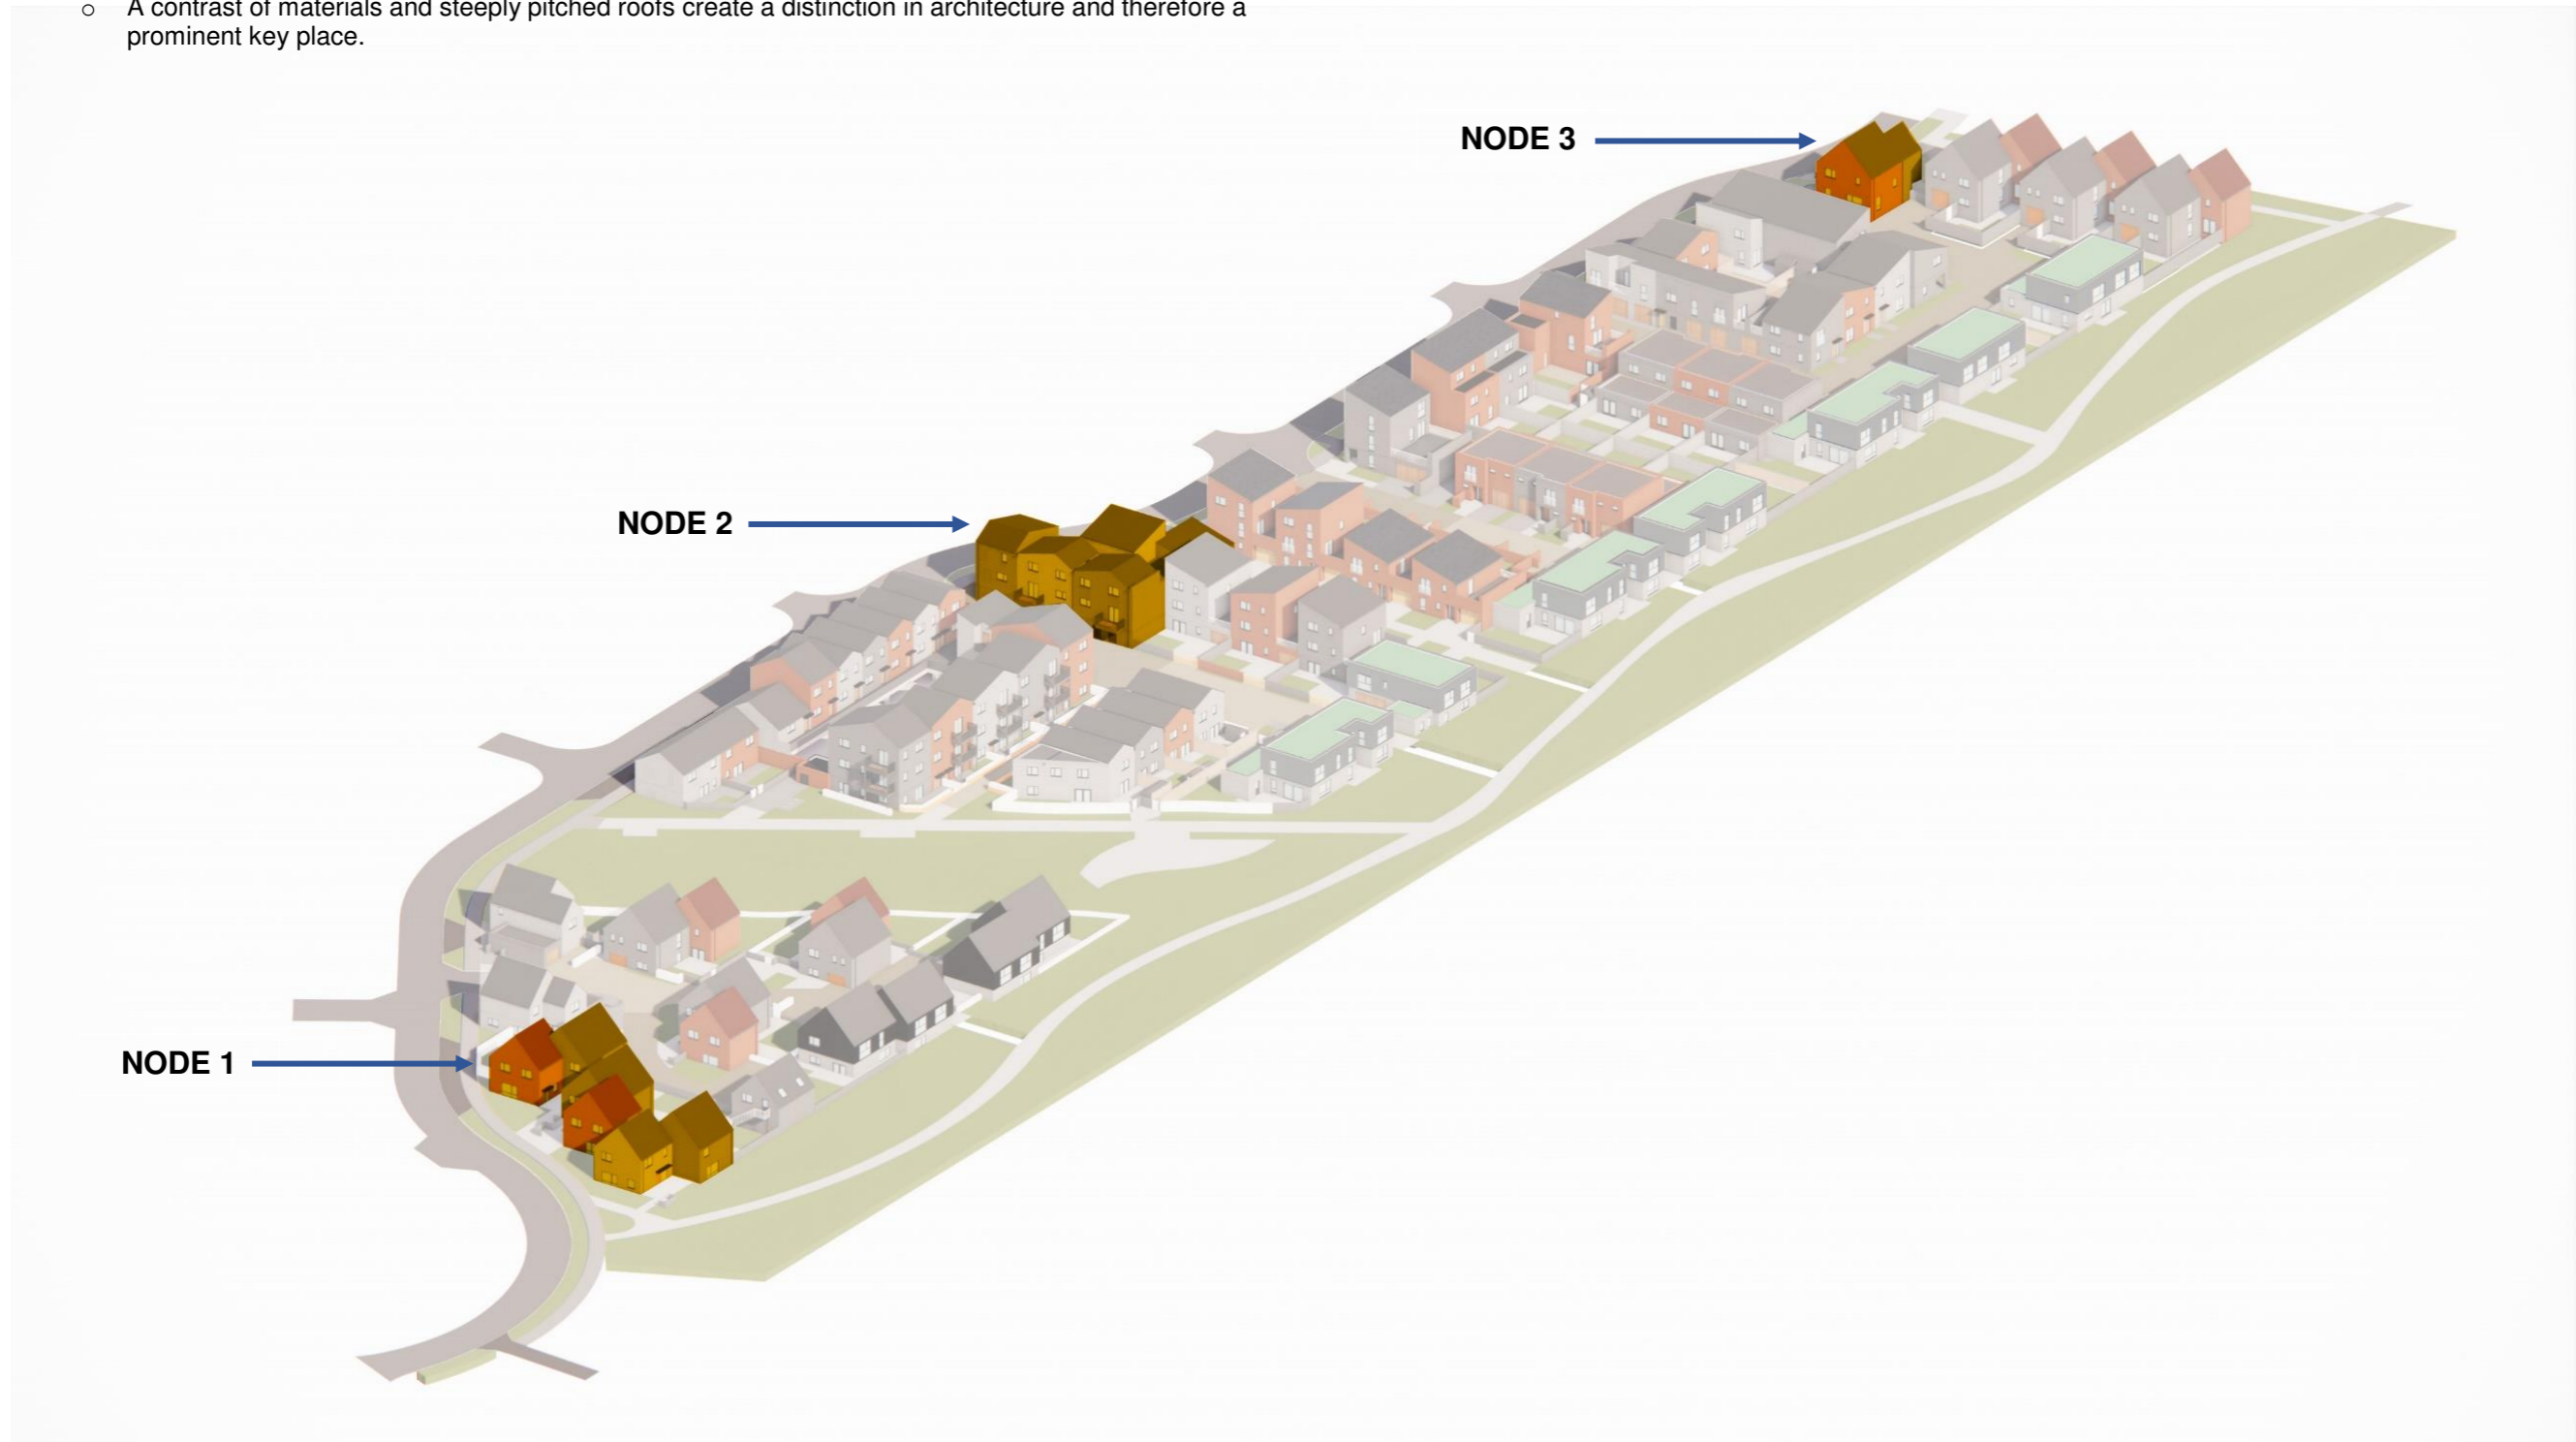 ○ A contrast of materials and steeply pitched roofs create a distinction in architecture and therefore a
prominent key place.
NODE 3
NODE 2
NODE 1